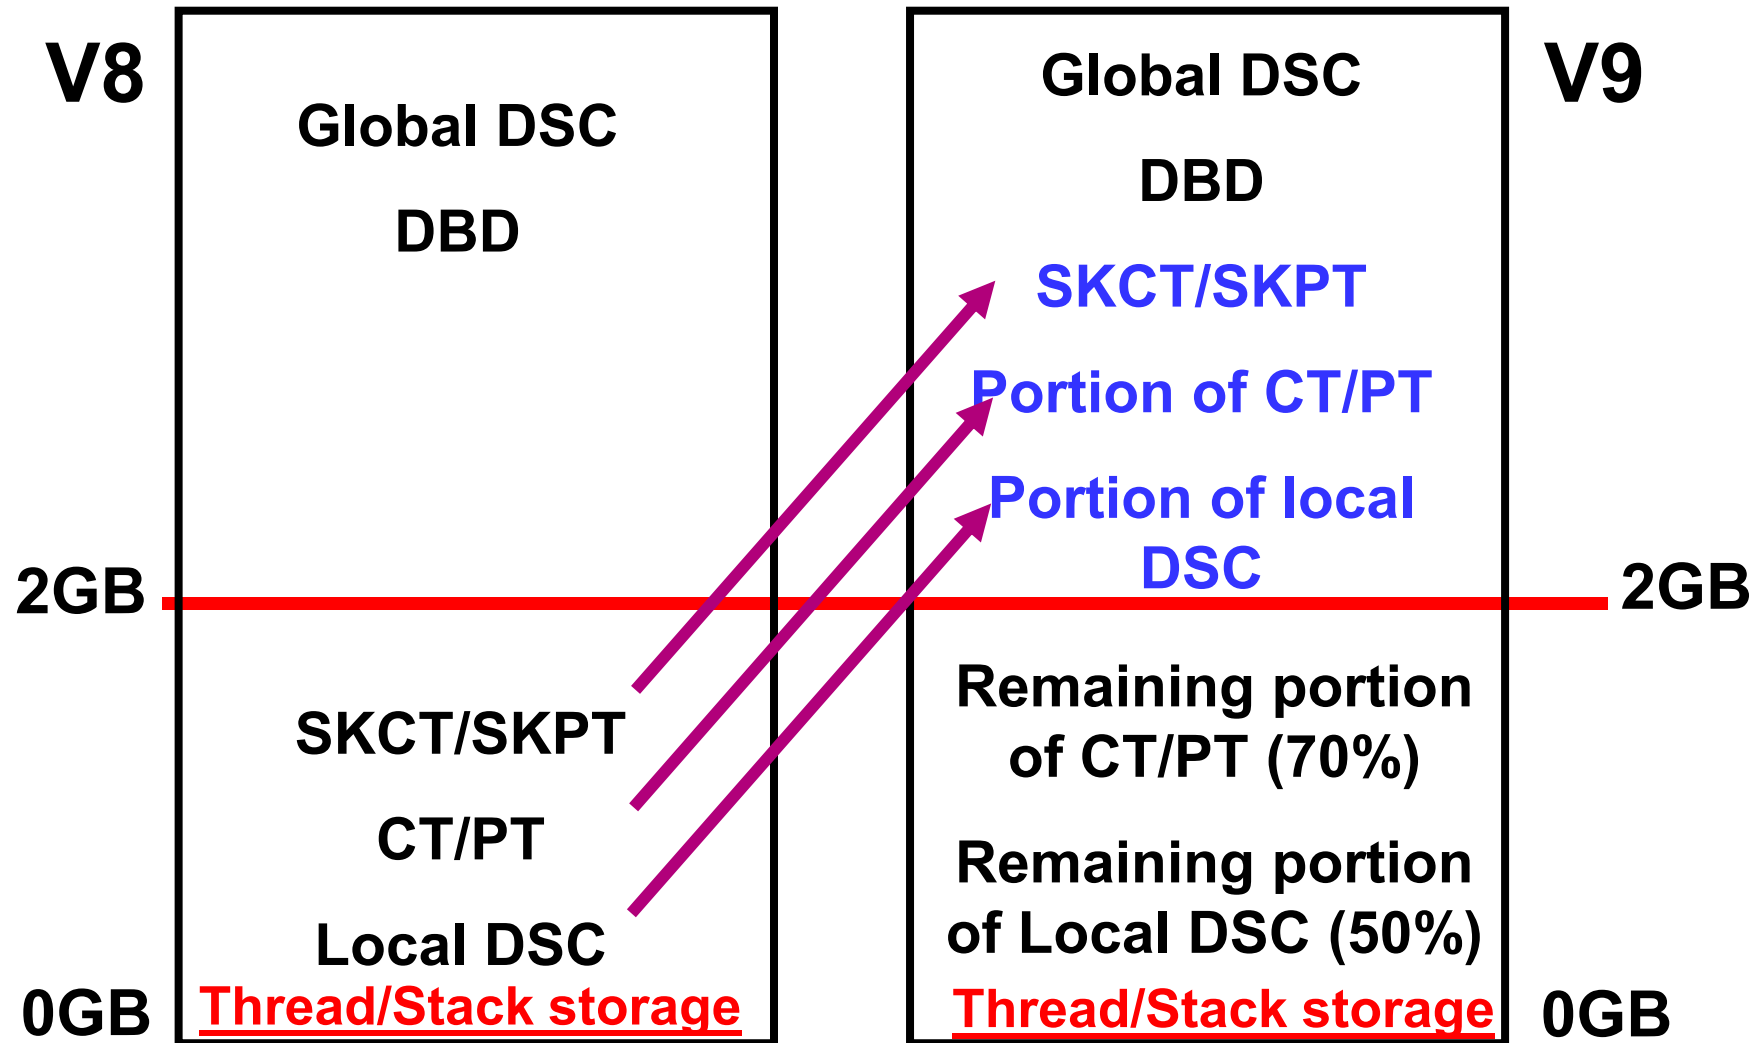 V8
Global DSC
DBD
2GB
SKCT/SKPT
CT/PT
Local DSC
Thread/Stack storage
0GB
V9
Global DSC
DBD
SKCT/SKPT
Portion of CT/PT
Portion of local
DSC
2GB
Remaining portion
of CT/PT (70%)
Remaining portion
of Local DSC (50%)
Thread/Stack storage
0GB